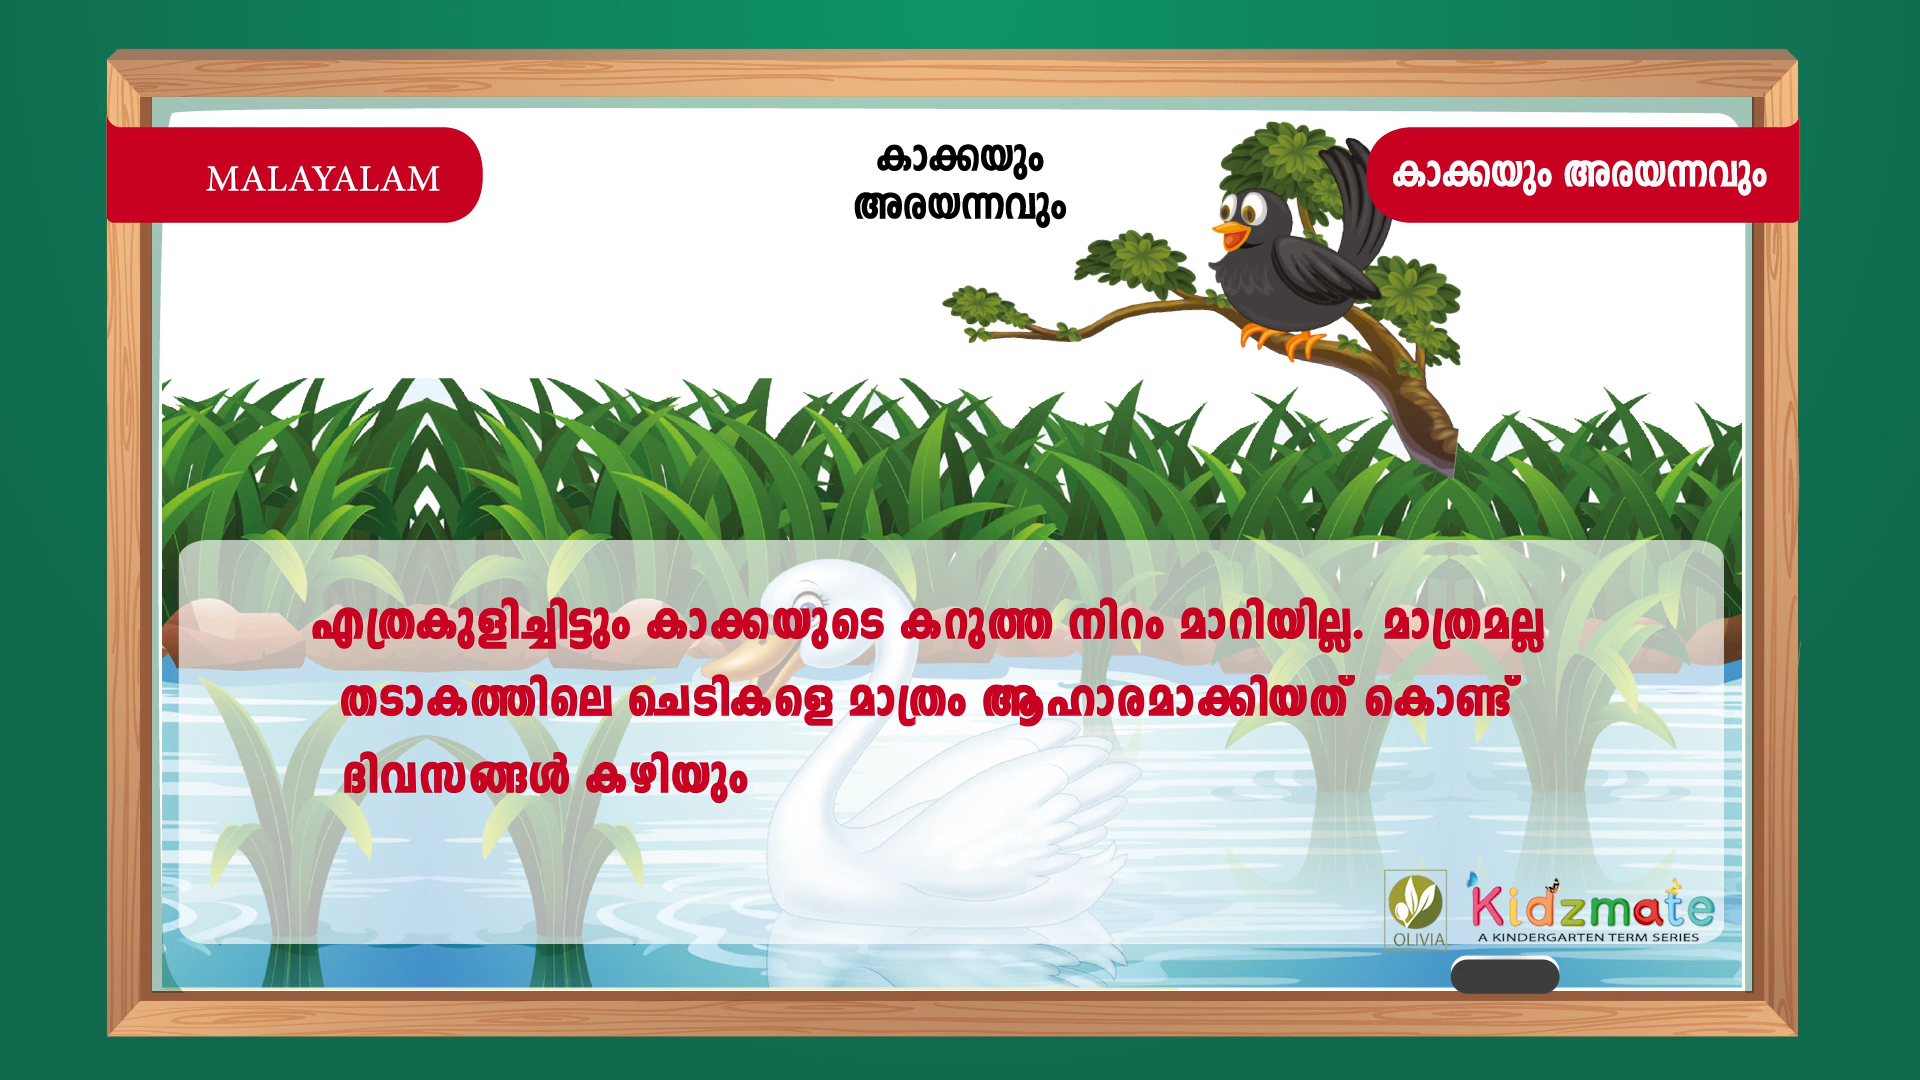 MALAYALAM
കാക്കയും
അരയന്നവും
കാക്കയും അരയന്നവും
എത്രകുളിച്ചിട്ടും കാക്കയുടെ കറുത്ത നിറം മാറിയില്ല. മാത്രമല്ല
തടാകത്തിലെ ചെടികളെ മാത്രം ആഹാരമാക്കിയത് കൊണ്ട്
ദിവസങ്ങൾ കഴിയും
OLIVIA
Kidzmate
A KINDERGARTEN TERM SERIES